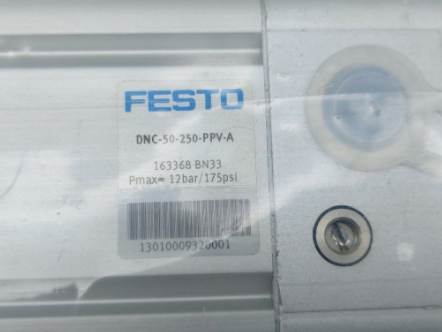 FESTO
DNC-50-250-PPV-A
163368 BN33
Pmax= 12bar/175psi
13010009320001